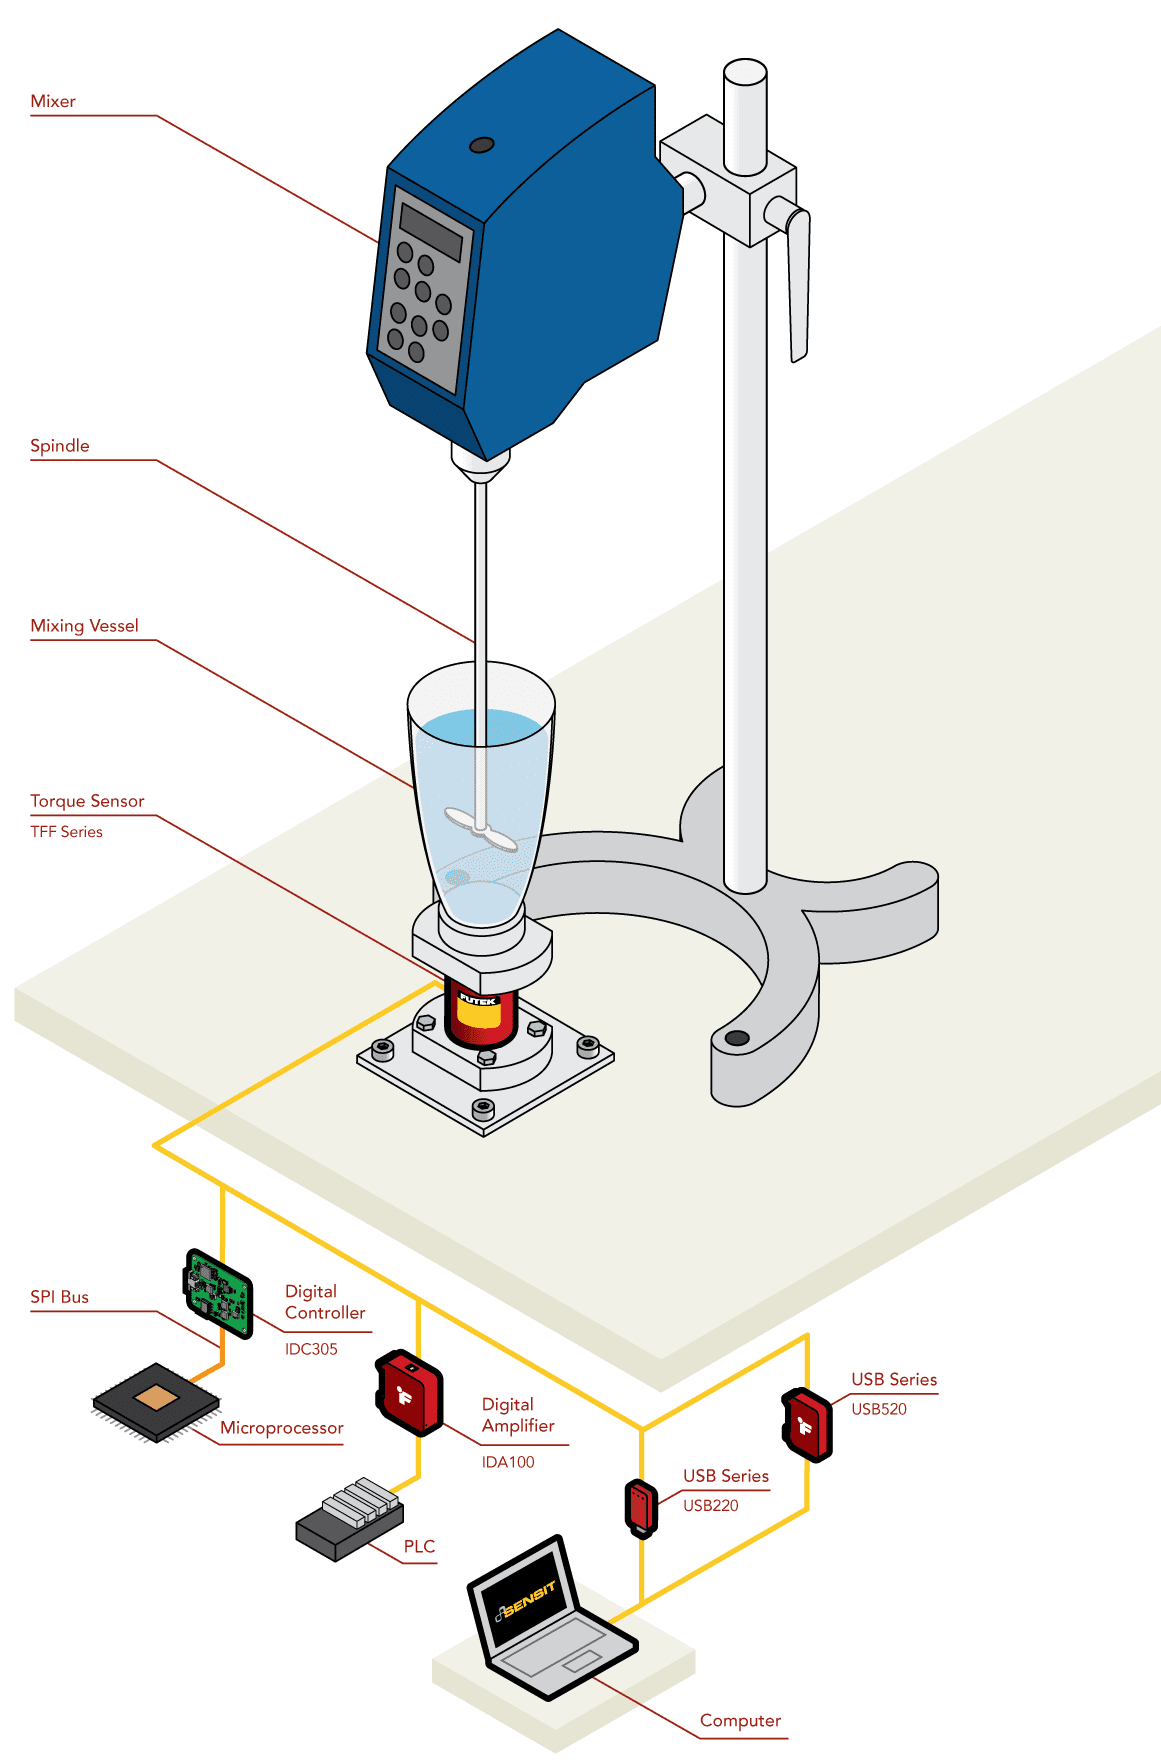 Mixer
Spindle
Mixing Vessel
Torque Sensor
TFF Series
FUTEK
SPI Bus
Digital
Controller
IDC305
Microprocessor
Digital
Amplifier
IDA100
PLC
USB Series
USB520
USB Series
USB220
SENSIT
Computer